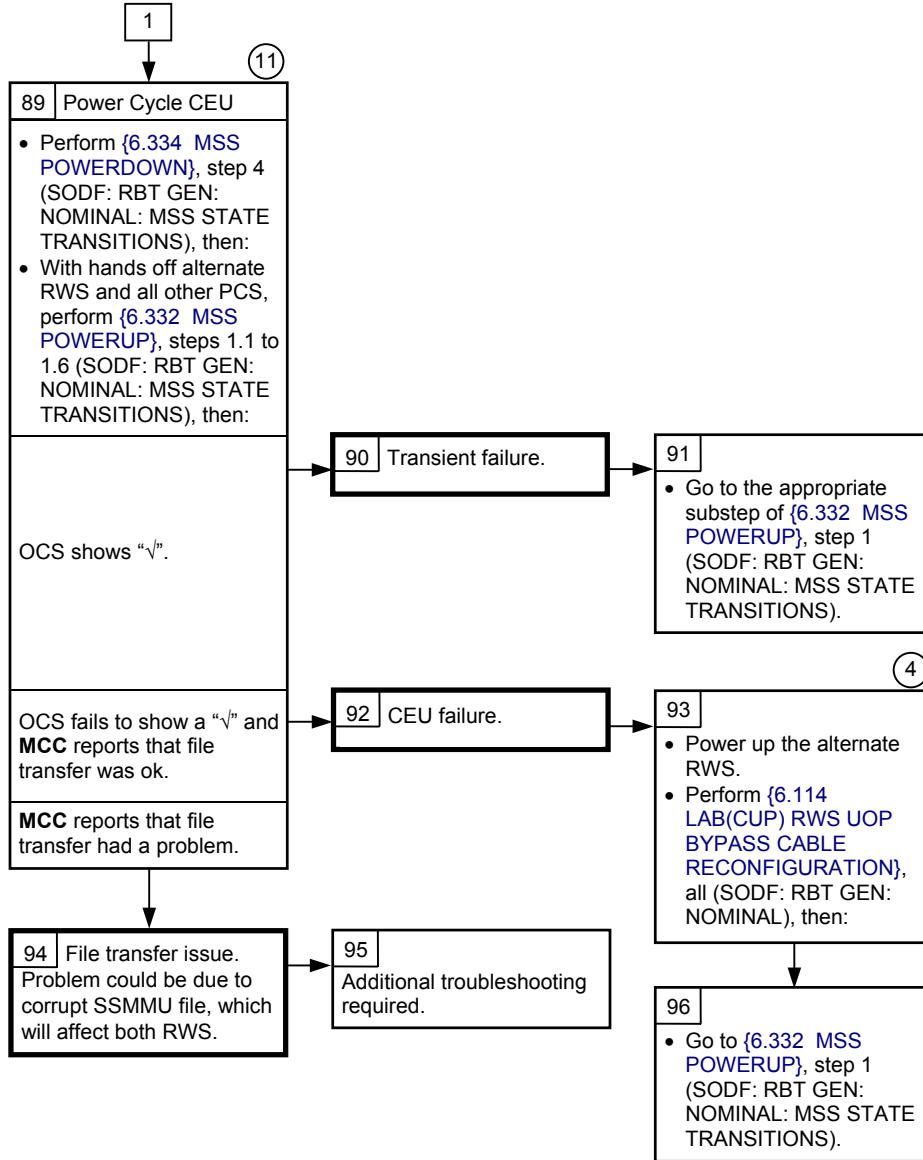 1
11
89 Power Cycle CEU
• Perform {6.334 MSS
POWERDOWN}, step 4
(SODF: RBT GEN:
NOMINAL: MSS STATE
TRANSITIONS), then:
• With hands off alternate
RWS and all other PCS,
perform {6.332 MSS
POWERUP}, steps 1.1 to
1.6 (SODF: RBT GEN:
NOMINAL: MSS STATE
TRANSITIONS), then:
OCS shows “√”.
90 Transient failure.
91
• Go to the appropriate
substep of {6.332 MSS
POWERUP}, step 1
(SODF: RBT GEN:
NOMINAL: MSS STATE
TRANSITIONS).
OCS fails to show a “√” and
MCC reports that file
transfer was ok.
92 CEU failure.
4
93
• Power up the alternate
RWS.
• Perform {6.114
LAB(CUP) RWS UOP
BYPASS CABLE
RECONFIGURATION},
all (SODF: RBT GEN:
NOMINAL), then:
MCC reports that file
transfer had a problem.
94 File transfer issue.
Problem could be due to
corrupt SSMMU file, which
will affect both RWS.
95
Additional troubleshooting
required.
96
• Go to {6.332 MSS
POWERUP}, step 1
(SODF: RBT GEN:
NOMINAL: MSS STATE
TRANSITIONS).